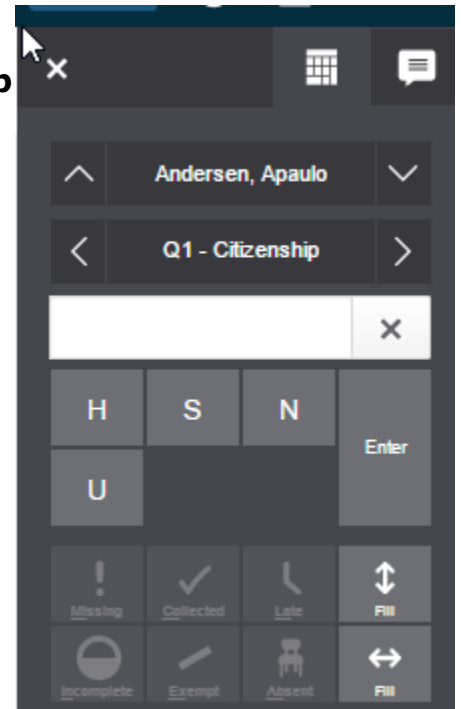 p
Andersen, Apaulo
Q1 - Citizenship
H S N
Enter
U
Missing Collected Late Fill
Incomplete Exempt Absent Fill